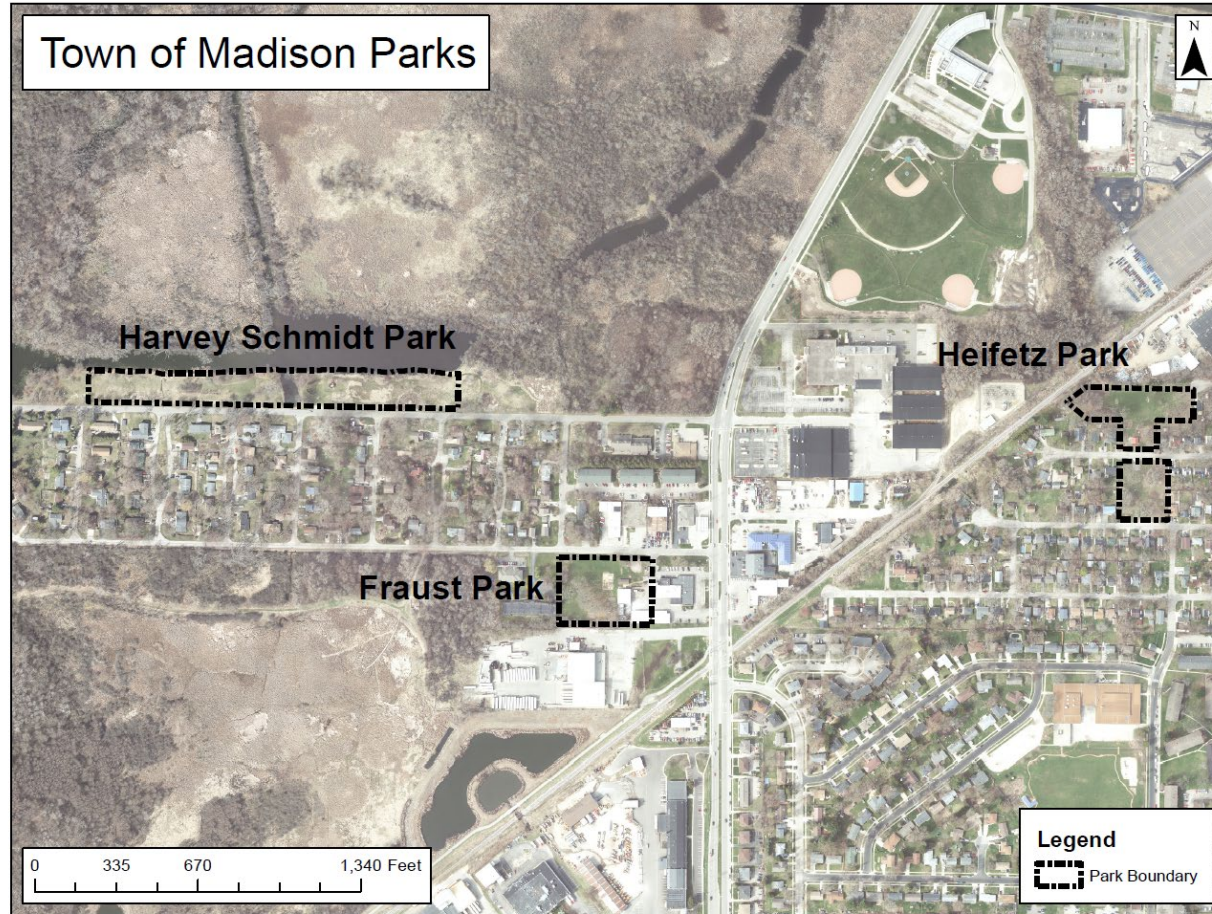 Town of Madison Parks
N
Harvey Schmidt Park
Heifetz Park
Fraust Park
0 335 670 1,340 Feet
Legend
Park Boundary